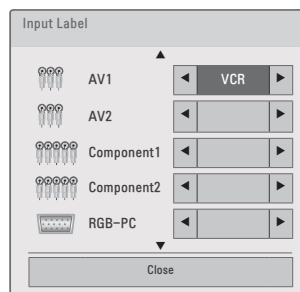 Input Label
AV1
VCR
AV2
Component1
Component2
RGB-PC
Close